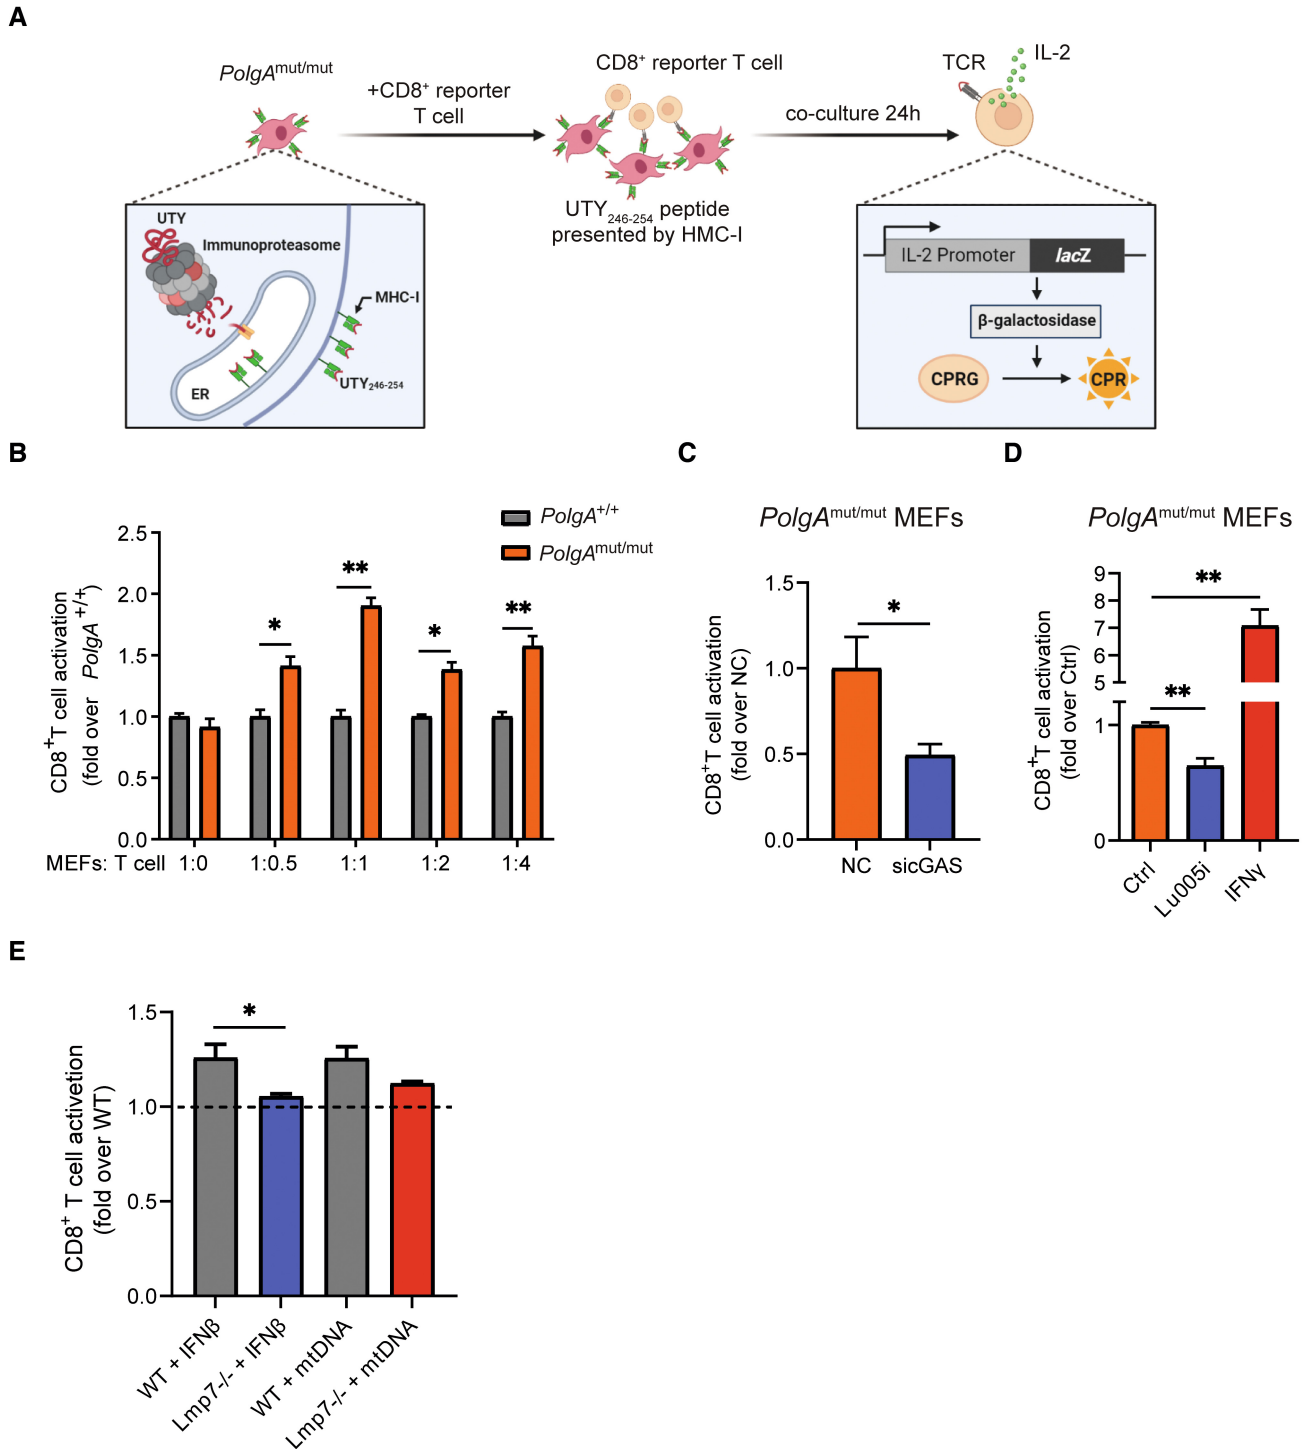 A
PolgA^mut/mut
+CD8⁺ reporter
T cell
CD8⁺ reporter T cell
UTY₂₄₆₋₂₅₄ peptide
presented by HMC-I
co-culture 24h
TCR
IL-2
UTY
Immunoproteasome
MHC-I
UTY₂₄₆₋₂₅₄
ER
IL-2 Promoter
lacZ
β-galactosidase
CPRG
CPR
B
PolgA^+/+
PolgA^mut/mut
CD8⁺T cell activation
(fold over PolgA^+/+)
2.5
2.0
1.5
1.0
0.5
0.0
*
**
*
**
MEFs: T cell
1:0
1:0.5
1:1
1:2
1:4
C
PolgA^mut/mut MEFs
CD8⁺T cell activation
(fold over NC)
1.5
1.0
0.5
0.0
*
NC
sicGAS
D
PolgA^mut/mut MEFs
CD8⁺T cell activation
(fold over Ctrl)
9
8
7
6
5
1
0
**
**
Ctrl
Lu005i
IFNγ
E
CD8⁺ T cell activetion
(fold over WT)
1.5
1.0
0.5
0.0
*
WT + IFNβ
Lmp7-/- + IFNβ
WT + mtDNA
Lmp7-/- + mtDNA